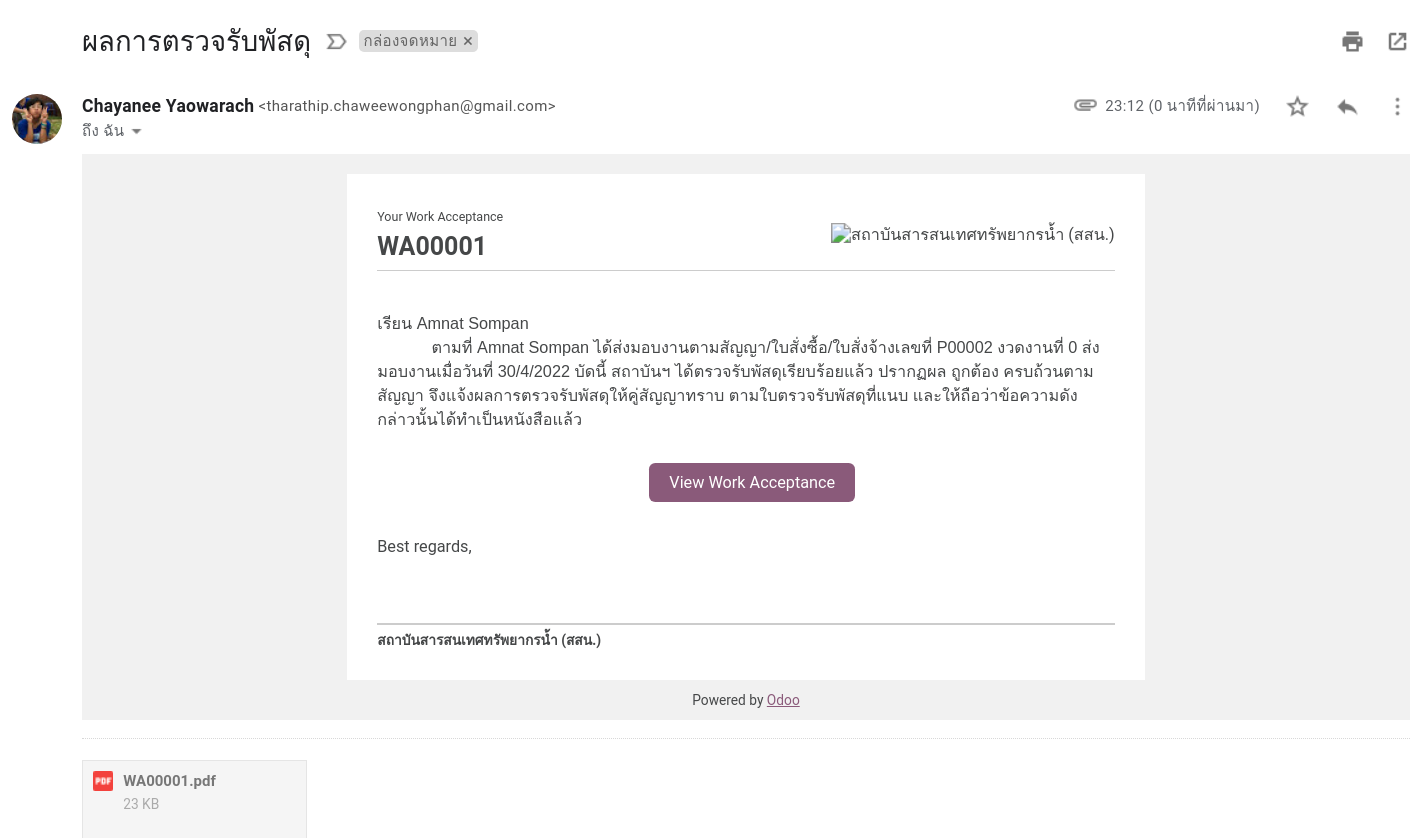 ผลการตรวจรับพัสดุ กล่องจดหมาย ×
Chayanee Yaowarach <tharathip.chaweewongphan@gmail.com> 23:12 (0 นาทีที่ผ่านมา)
ถึง ฉัน
Your Work Acceptance
WA00001
สถาบันสารสนเทศทรัพยากรน้ำ (สสน.)
เรียน Amnat Sompan
ตามที่ Amnat Sompan ได้ส่งมอบงานตามสัญญา/ใบสั่งซื้อ/ใบสั่งจ้างเลขที่ P00002 งวดงานที่ 0 ส่ง
มอบงานเมื่อวันที่ 30/4/2022 บัดนี้ สถาบันฯ ได้ตรวจรับพัสดุเรียบร้อยแล้ว ปรากฏผล ถูกต้อง ครบถ้วนตาม
สัญญา จึงแจ้งผลการตรวจรับพัสดุให้คู่สัญญาทราบ ตามใบตรวจรับพัสดุที่แนบ และให้ถือว่าข้อความดัง
กล่าวนั้นได้ทำเป็นหนังสือแล้ว
View Work Acceptance
Best regards,
สถาบันสารสนเทศทรัพยากรน้ำ (สสน.)
Powered by Odoo
PDF WA00001.pdf
23 KB